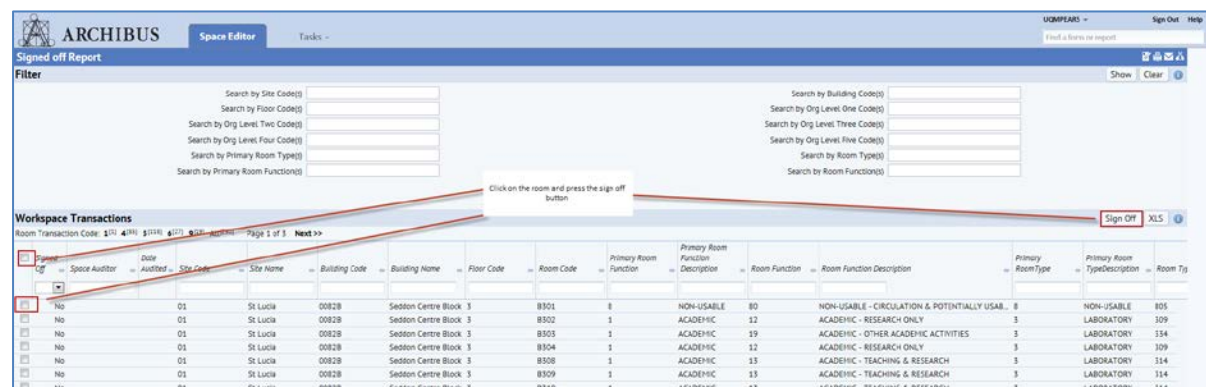 UQMPEAR5 Sign Out Help
ARCHIBUS Space Editor Tasks
Find a form or report
Signed off Report
Filter Show Clear
Search by Site Code(s) Search by Building Code(s)
Search by Floor Code(s) Search by Org Level One Code(s)
Search by Org Level Two Code(s) Search by Org Level Three Code(s)
Search by Org Level Four Code(s) Search by Org Level Five Code(s)
Search by Primary Room Type(s) Search by Room Type(s)
Search by Primary Room Function(s) Search by Room Function(s)
Click on the room and press the sign off
button
Workspace Transactions Sign Off XLS
Room Transaction Code: Page 1 of 3 Next >>
Signed Off Space Auditor Date Audited Site Code Site Name Building Code Building Name Floor Code Room Code Primary Room Function Primary Room Function Description Room Function Room Function Description Primary RoomType Primary Room TypeDescription Room Typ
No 01 St Lucia 0082B Seddon Centre Block 3 B301 8 NON-USABLE 80 NON-USABLE - CIRCULATION & POTENTIALLY USAB... 8 NON-USABLE 805
No 01 St Lucia 0082B Seddon Centre Block 3 B302 1 ACADEMIC 12 ACADEMIC - RESEARCH ONLY 3 LABORATORY 309
No 01 St Lucia 0082B Seddon Centre Block 3 B303 1 ACADEMIC 19 ACADEMIC - OTHER ACADEMIC ACTIVITIES 3 LABORATORY 334
No 01 St Lucia 0082B Seddon Centre Block 3 B304 1 ACADEMIC 12 ACADEMIC - RESEARCH ONLY 3 LABORATORY 309
No 01 St Lucia 0082B Seddon Centre Block 3 B308 1 ACADEMIC 13 ACADEMIC - TEACHING & RESEARCH 3 LABORATORY 314
No 01 St Lucia 0082B Seddon Centre Block 3 B309 1 ACADEMIC 13 ACADEMIC - TEACHING & RESEARCH 3 LABORATORY 314